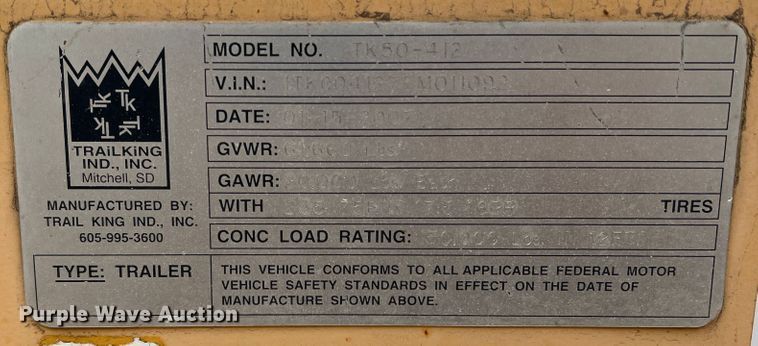 TK TK TK TK
TRAiLKiNG
IND., INC.
Mitchell, SD
MANUFACTURED BY:
TRAIL KING IND., INC.
605-995-3600
TYPE: TRAILER
MODEL NO. TK50-412
V.i.N.:
DATE:
GVWR:
GAWR:
WITH TIRES
CONC LOAD RATING:
THIS VEHICLE CONFORMS TO ALL APPLICABLE FEDERAL MOTOR
VEHICLE SAFETY STANDARDS IN EFFECT ON THE DATE OF
MANUFACTURE SHOWN ABOVE.
Purple Wave Auction